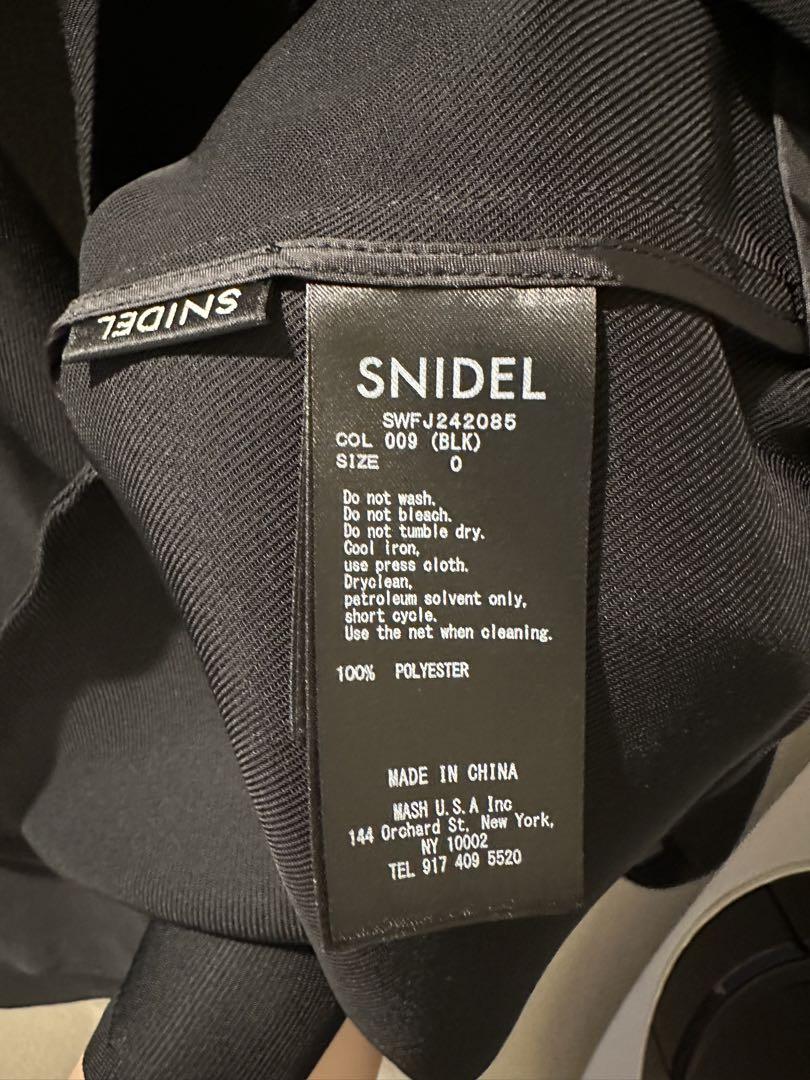 SNIDEL
SNIDEL
SWFJ242085
COL 009 (BLK)
SIZE 0
Do not wash.
Do not bleach.
Do not tumble dry.
Cool iron,
use press cloth.
Dryclean,
petroleum solvent only,
short cycle.
Use the net when cleaning.
100% POLYESTER
MADE IN CHINA
MASH U.S.A Inc
144 Orchard St, New York,
NY 10002
TEL 917 409 5520